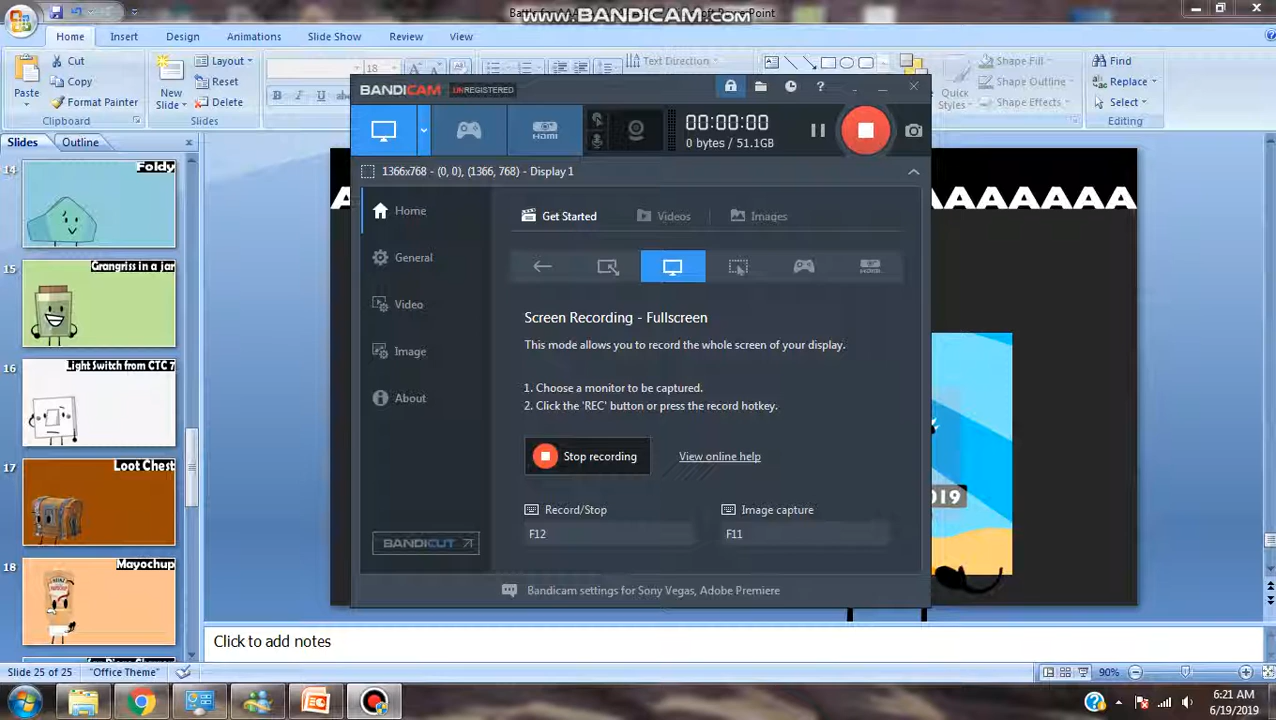 www.BANDICAM.com
Home Insert Design Animations Slide Show Review View
Cut
Copy
Format Painter
Paste
Clipboard
New
Slide
Layout
Reset
Delete
Slides
18
B I U
Text Direction
Quick
Styles
Shape Fill
Shape Outline
Shape Effects
Find
Replace
Select
Editing
Slides Outline
14
Foldy
15
Grangriss in a jar
16
Light Switch from CTC 7
17
Loot Chest
18
Mayochup
BANDICAM UNREGISTERED
HDMI
00:00:00
0 bytes / 51.1GB
1366x768 - (0, 0), (1366, 768) - Display 1
Home
General
Video
Image
About
BANDICUT
Get Started Videos Images
HDMI
Screen Recording - Fullscreen
This mode allows you to record the whole screen of your display.
1. Choose a monitor to be captured.
2. Click the 'REC' button or press the record hotkey.
Stop recording View online help
Record/Stop Image capture
F12 F11
Bandicam settings for Sony Vegas, Adobe Premiere
AAAAAAA
019
Click to add notes
Slide 25 of 25 "Office Theme" 90%
6:21 AM
6/19/2019